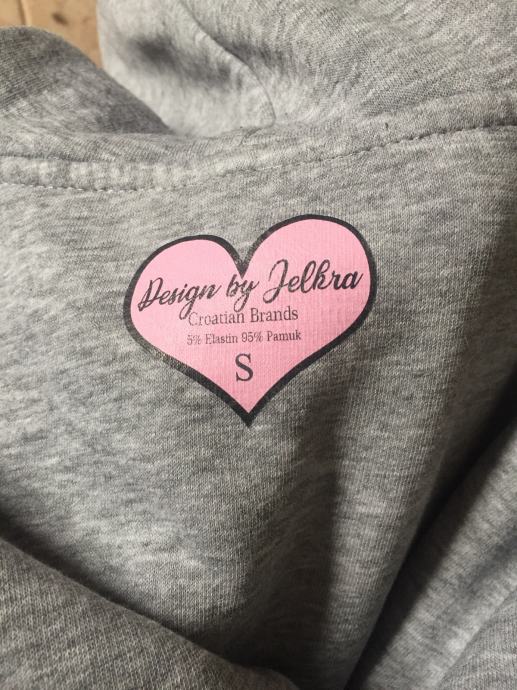 Design by Jelkra
Croatian Brands
5% Elastin 95% Pamuk
S